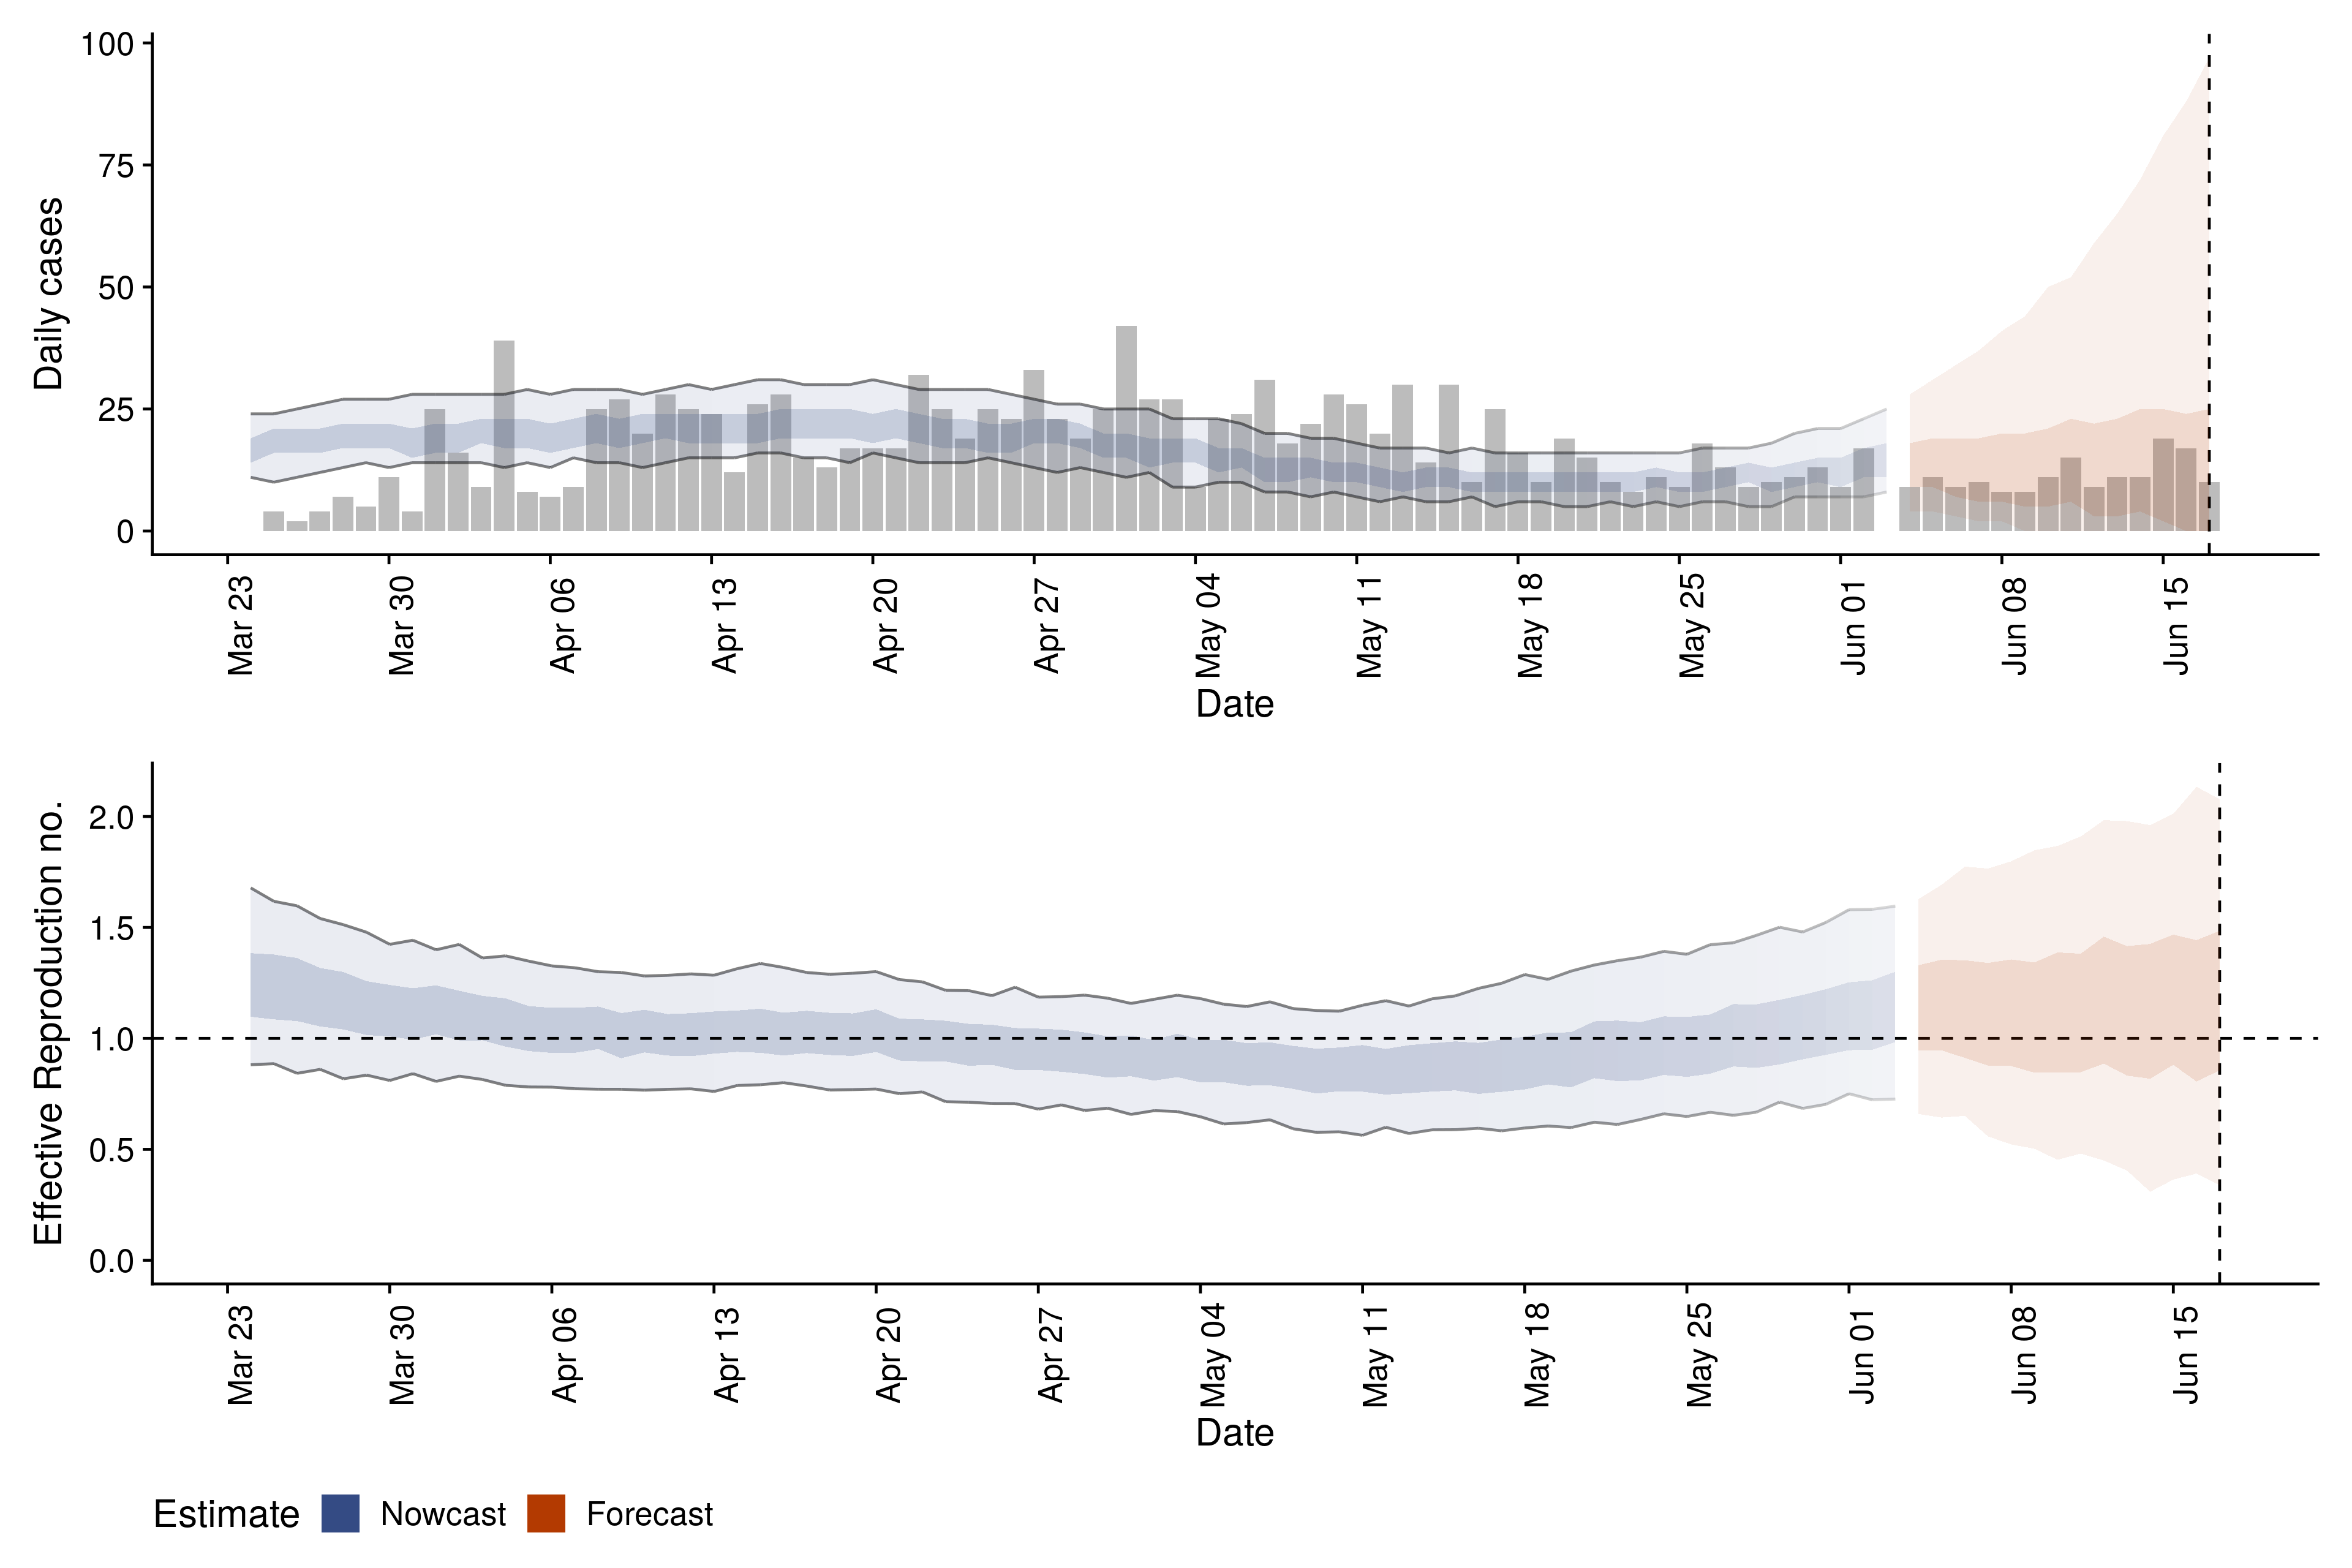 100
75
50
25
0
Daily cases
Mar 23
Mar 30
Apr 06
Apr 13
Apr 20
Apr 27
May 04
May 11
May 18
May 25
Jun 01
Jun 08
Jun 15
Date
2.0
1.5
1.0
0.5
0.0
Effective Reproduction no.
Mar 23
Mar 30
Apr 06
Apr 13
Apr 20
Apr 27
May 04
May 11
May 18
May 25
Jun 01
Jun 08
Jun 15
Date
Estimate Nowcast Forecast